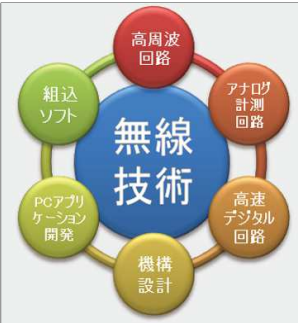 無線
技術
高周波
回路
アナログ
計測
回路
高速
デジタル
回路
機構
設計
PCアプリ
ケーション
開発
組込
ソフト